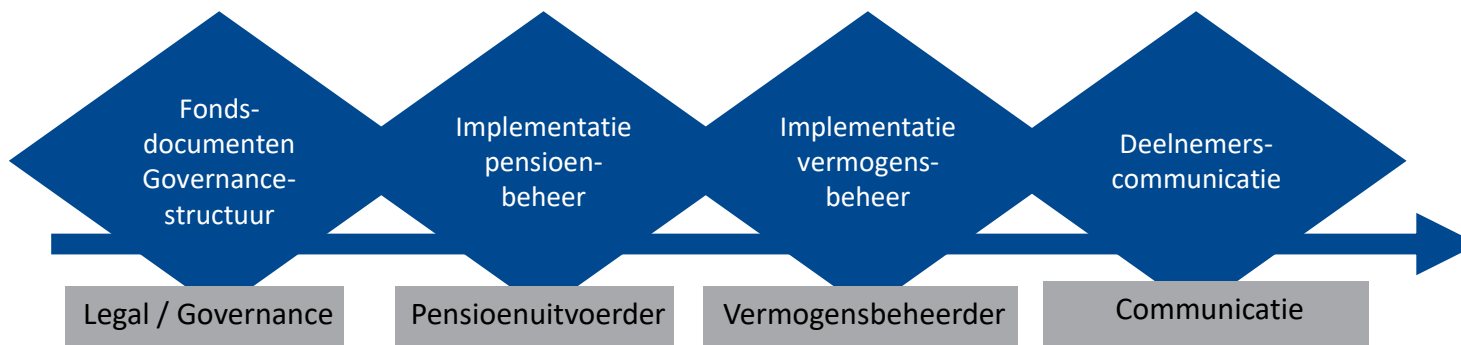 Fonds-
documenten
Governance-
structuur
Implementatie
pensioen-
beheer
Implementatie
vermogens-
beheer
Deelnemers-
communicatie
Legal / Governance
Pensioenuitvoerder
Vermogensbeheerder
Communicatie